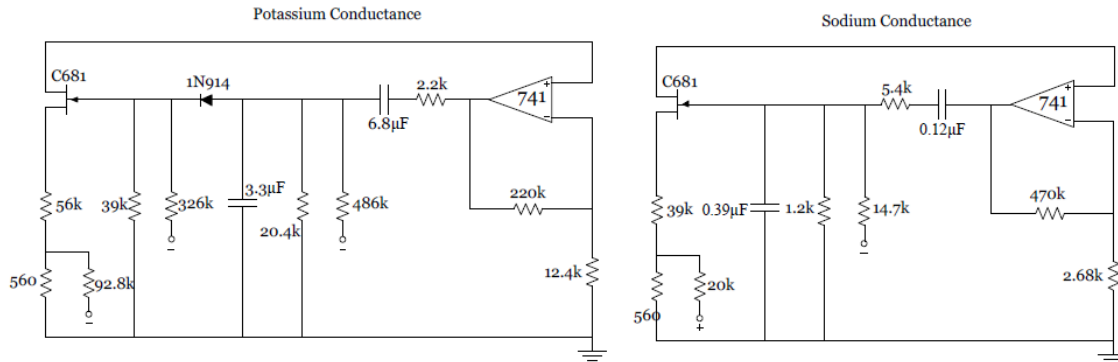 Potassium Conductance
C681
1N914
2.2k
741
+
−
6.8µF
56k
39k
326k
3.3µF
20.4k
486k
220k
560
92.8k
12.4k
−
−
−
Sodium Conductance
C681
5.4k
741
+
−
0.12µF
39k
0.39µF
1.2k
14.7k
470k
560
20k
2.68k
−
+